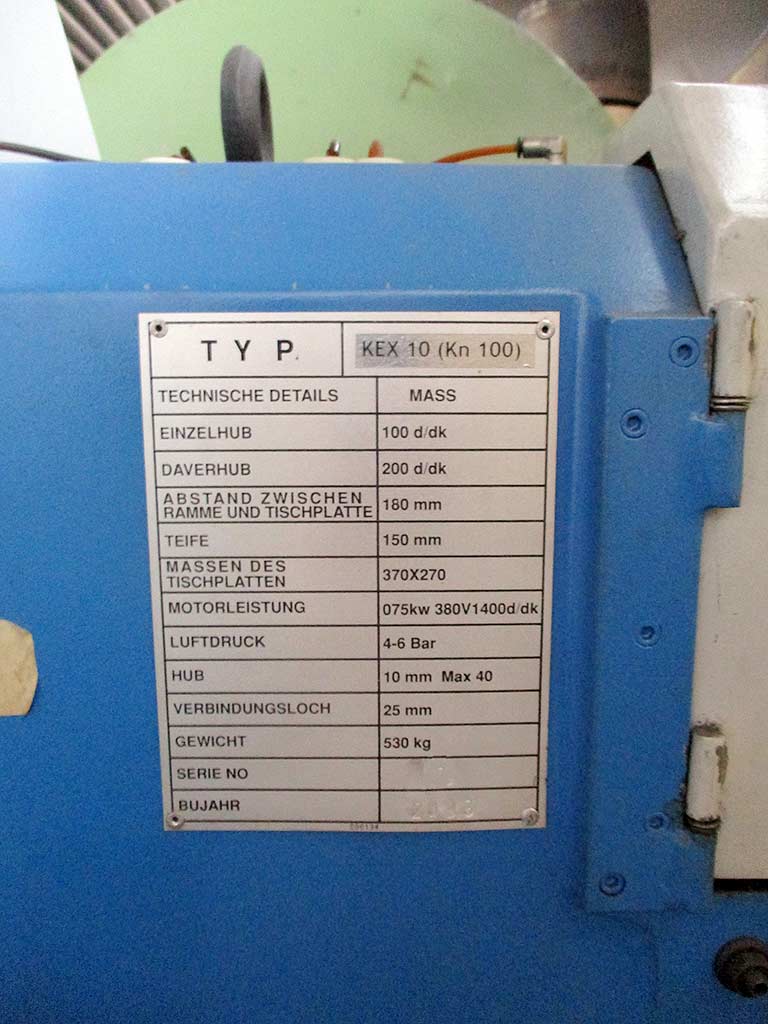 TYP. KEX 10 (Kn 100)
TECHNISCHE DETAILS MASS
EINZELHUB 100 d/dk
DAVERHUB 200 d/dk
ABSTAND ZWISCHEN
RAMME UND TISCHPLATTE 180 mm
TEIFE 150 mm
MASSEN DES
TISCHPLATTEN 370X270
MOTORLEISTUNG 075kw 380V1400d/dk
LUFTDRUCK 4-6 Bar
HUB 10 mm Max 40
VERBINDUNGSLOCH 25 mm
GEWICHT 530 kg
SERIE NO
BUJAHR